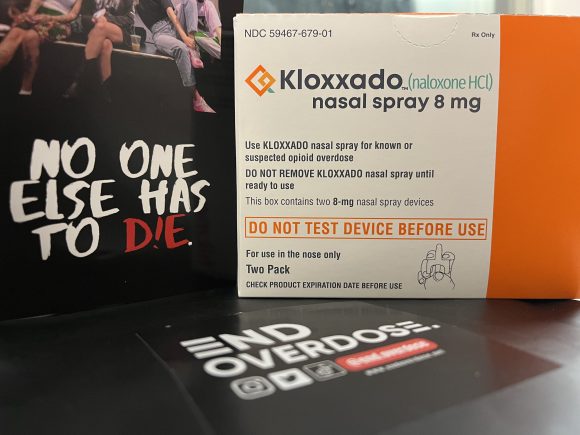 NO ONE
ELSE HAS
TO D!E.
NDC 59467-679-01
Rx Only
Kloxxado™ (naloxone HCl)
nasal spray 8 mg
Use KLOXXADO nasal spray for known or
suspected opioid overdose
DO NOT REMOVE KLOXXADO nasal spray until
ready to use
This box contains two 8-mg nasal spray devices
DO NOT TEST DEVICE BEFORE USE
For use in the nose only
Two Pack
CHECK PRODUCT EXPIRATION DATE BEFORE USE
END
OVERDOSE.
@end.overdose